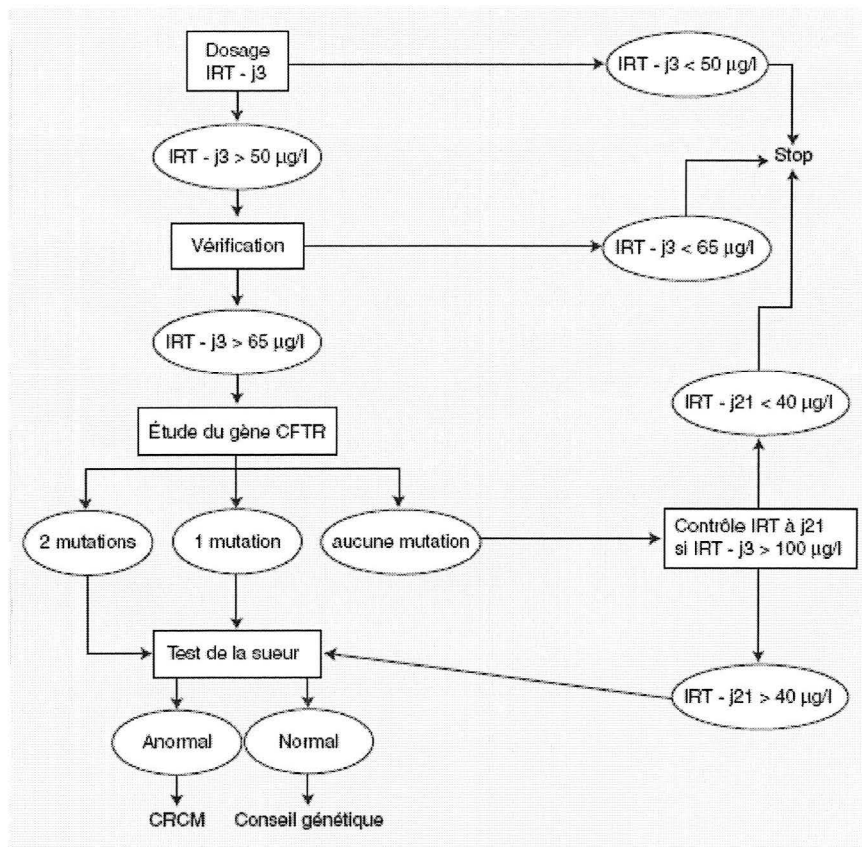 Dosage
IRT - j3
IRT - j3 < 50 µg/l
IRT - j3 > 50 µg/l
Stop
Vérification
IRT - j3 < 65 µg/l
IRT - j3 > 65 µg/l
IRT - j21 < 40 µg/l
Étude du gène CFTR
2 mutations
1 mutation
aucune mutation
Contrôle IRT à j21
si IRT - j3 > 100 µg/l
Test de la sueur
IRT - j21 > 40 µg/l
Anormal
Normal
CRCM
Conseil génétique